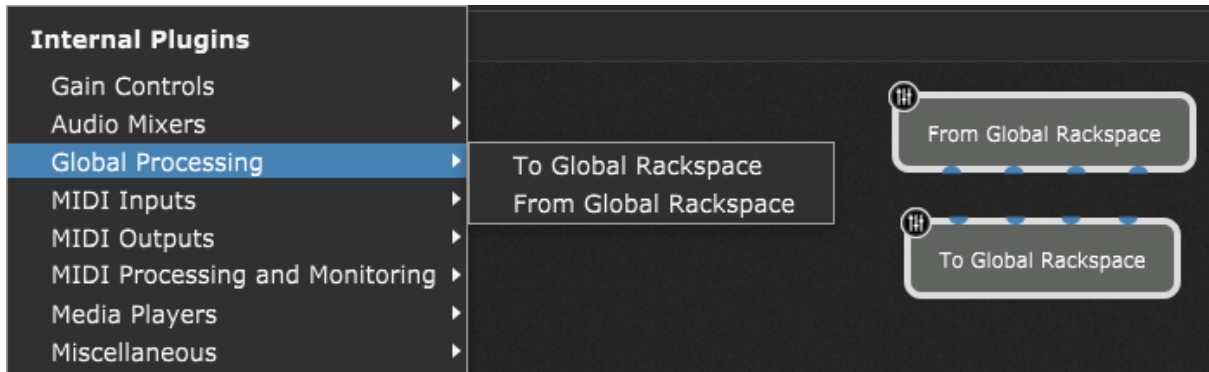 Internal Plugins
Gain Controls
Audio Mixers
Global Processing
MIDI Inputs
MIDI Outputs
MIDI Processing and Monitoring
Media Players
Miscellaneous
To Global Rackspace
From Global Rackspace
From Global Rackspace
To Global Rackspace